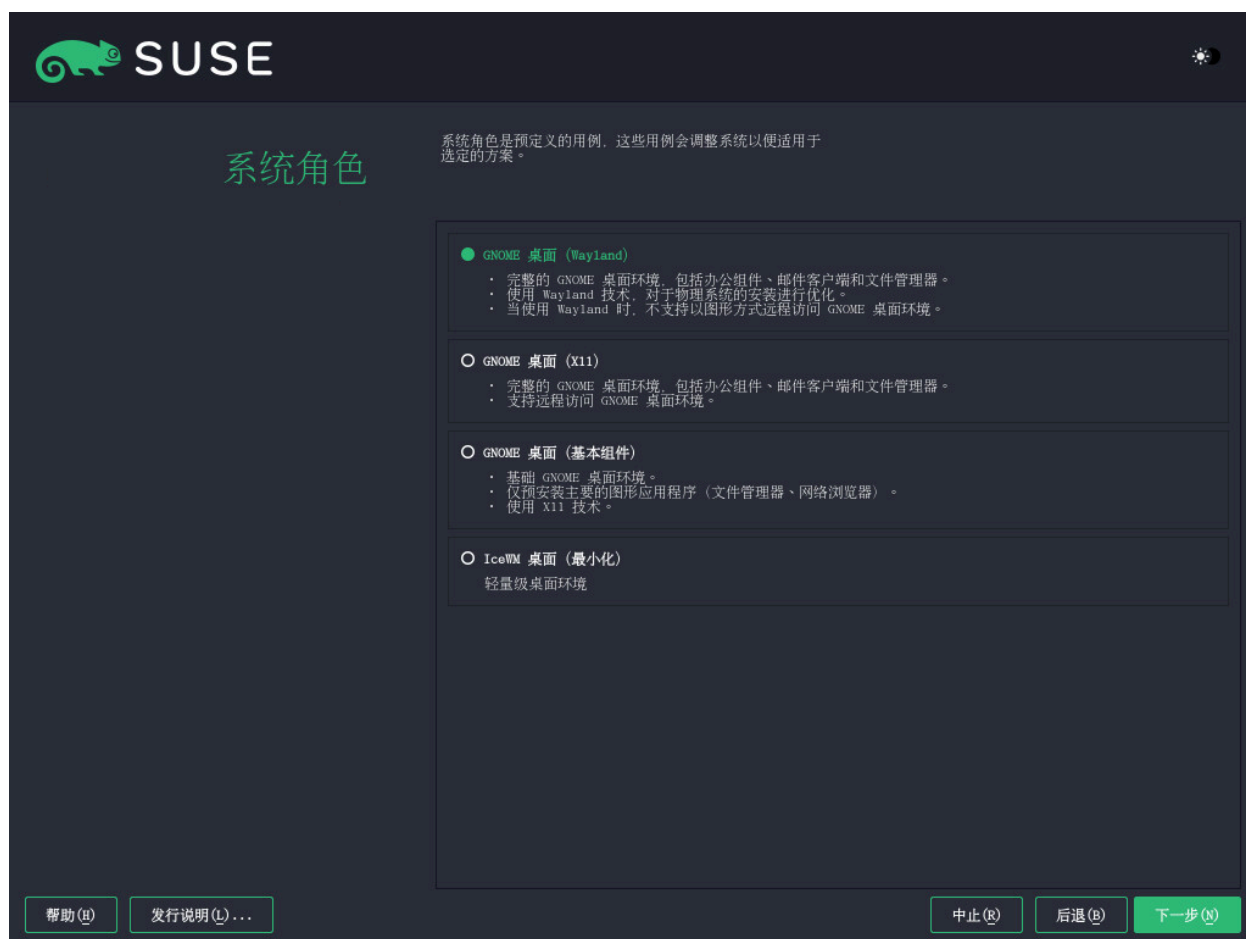 SUSE
系统角色
系统角色是预定义的用例，这些用例会调整系统以便适用于
选定的方案。
GNOME 桌面 (Wayland)
· 完整的 GNOME 桌面环境，包括办公组件、邮件客户端和文件管理器。
· 使用 Wayland 技术，对于物理系统的安装进行优化。
· 当使用 Wayland 时，不支持以图形方式远程访问 GNOME 桌面环境。
GNOME 桌面 (X11)
· 完整的 GNOME 桌面环境，包括办公组件、邮件客户端和文件管理器。
· 支持远程访问 GNOME 桌面环境。
GNOME 桌面（基本组件）
· 基础 GNOME 桌面环境。
· 仅预安装主要的图形应用程序（文件管理器、网络浏览器）。
· 使用 X11 技术。
IceWM 桌面（最小化）
轻量级桌面环境
帮助(H) 发行说明(L)... 中止(R) 后退(B) 下一步(N)